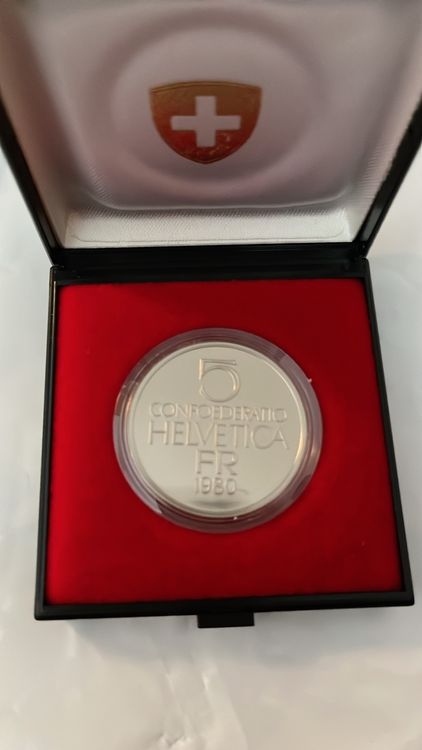 5
CONFOEDERATIO
HELVETICA
FR
1980